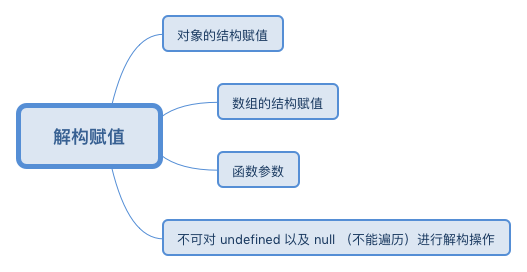 对象的结构赋值
数组的结构赋值
解构赋值
函数参数
不可对 undefined 以及 null （不能遍历）进行解构操作